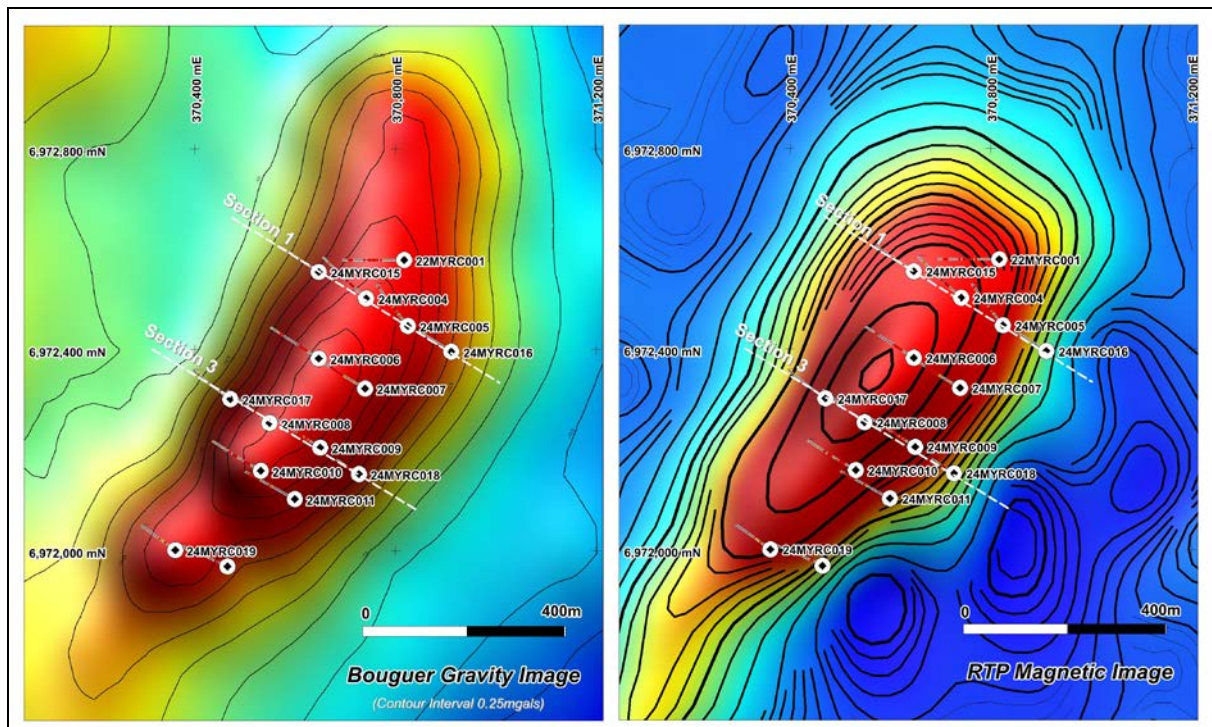 370,400 mE
370,800 mE
371,200 mE
6,972,800 mN
Section 1
22MYRC001
24MYRC015
24MYRC004
24MYRC005
24MYRC016
6,972,400 mN
24MYRC006
Section 3
24MYRC007
24MYRC017
24MYRC008
24MYRC009
24MYRC010
24MYRC018
24MYRC011
6,972,000 mN
24MYRC019
0
400m
Bouguer Gravity Image
(Contour Interval 0.25mgals)
370,400 mE
370,800 mE
371,200 mE
6,972,800 mN
Section 1
22MYRC001
24MYRC015
24MYRC004
24MYRC005
24MYRC016
6,972,400 mN
24MYRC006
Section 3
24MYRC007
24MYRC017
24MYRC008
24MYRC009
24MYRC010
24MYRC018
24MYRC011
6,972,000 mN
24MYRC019
0
400m
RTP Magnetic Image